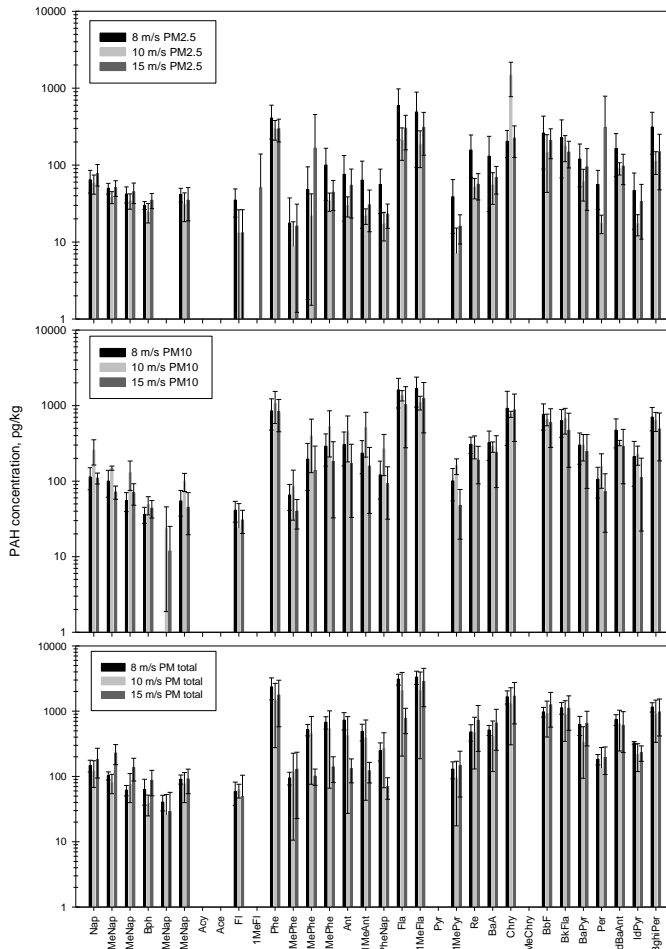 10000
8 m/s PM2.5
10 m/s PM2.5
15 m/s PM2.5
1000
100
10
1
10000
8 m/s PM10
10 m/s PM10
15 m/s PM10
1000
100
10
1
PAH concentration, pg/kg
10000
8 m/s PM total
10 m/s PM total
15 m/s PM total
1000
100
10
1
Nap
MeNap
MeNap
Bph
MeNap
MeNap
Acy
Ace
Fl
1MeFl
Phe
MePhe
MePhe
MePhe
Ant
1MeAnt
heNap
Fla
1MeFla
Pyr
1MePyr
Re
BaA
Chry
MeChry
BbF
BkFla
BaPyr
Per
dBaAnt
IdPyr
ghiPer